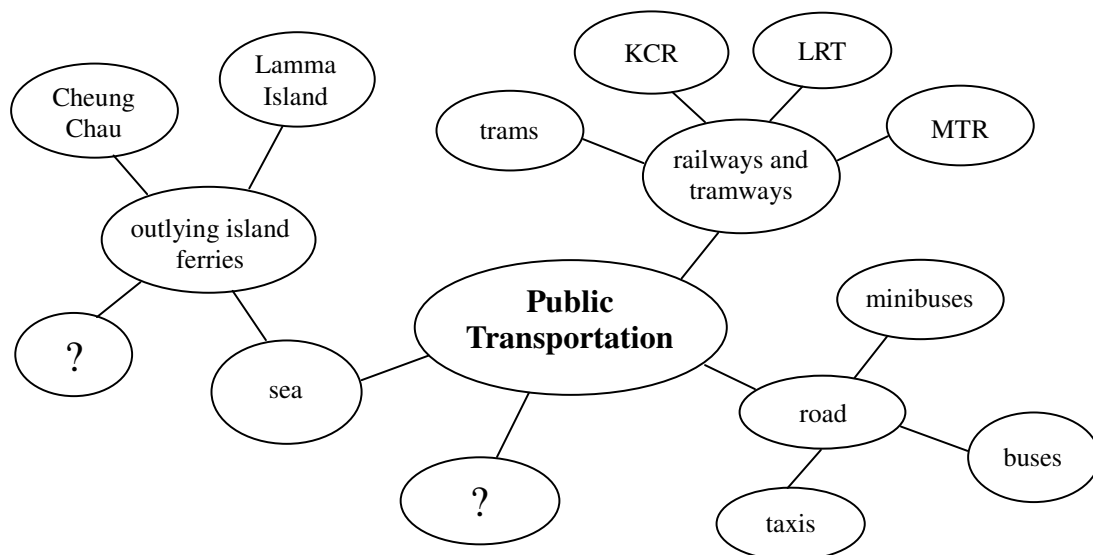 Cheung
Chau
Lamma
Island
outlying island
ferries
?
sea
KCR
LRT
trams
MTR
railways and
tramways
Public
Transportation
?
minibuses
road
buses
taxis